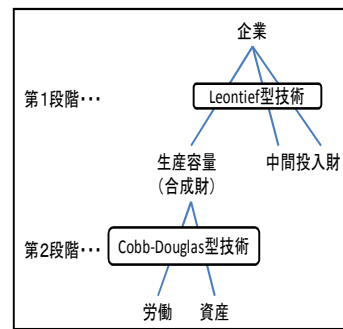 企業
第1段階･･･
Leontief型技術
生産容量
(合成財)
中間投入財
第2段階･･･
Cobb-Douglas型技術
労働
資産